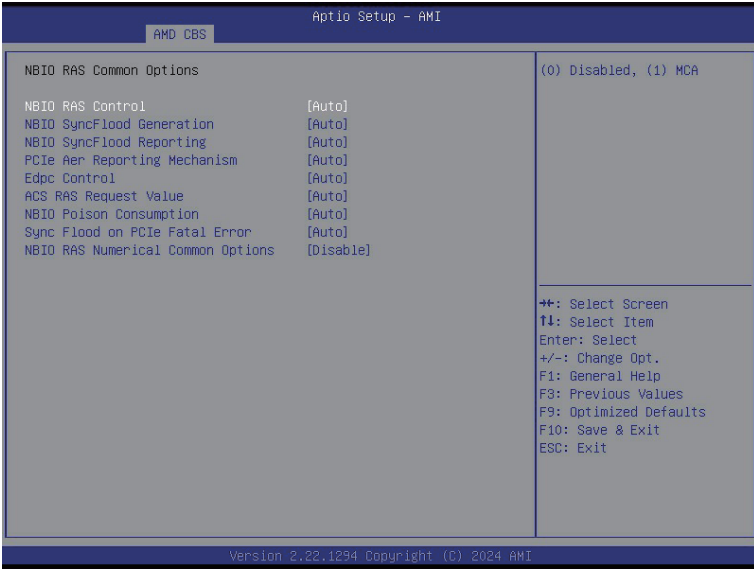 Aptio Setup – AMI
AMD CBS
NBIO RAS Common Options
(0) Disabled, (1) MCA
NBIO RAS Control [Auto]
NBIO SyncFlood Generation [Auto]
NBIO SyncFlood Reporting [Auto]
PCIe Aer Reporting Mechanism [Auto]
Edpc Control [Auto]
ACS RAS Request Value [Auto]
NBIO Poison Consumption [Auto]
Sync Flood on PCIe Fatal Error [Auto]
NBIO RAS Numerical Common Options [Disable]
→←: Select Screen
↑↓: Select Item
Enter: Select
+/-: Change Opt.
F1: General Help
F3: Previous Values
F9: Optimized Defaults
F10: Save & Exit
ESC: Exit
Version 2.22.1294 Copyright (C) 2024 AMI